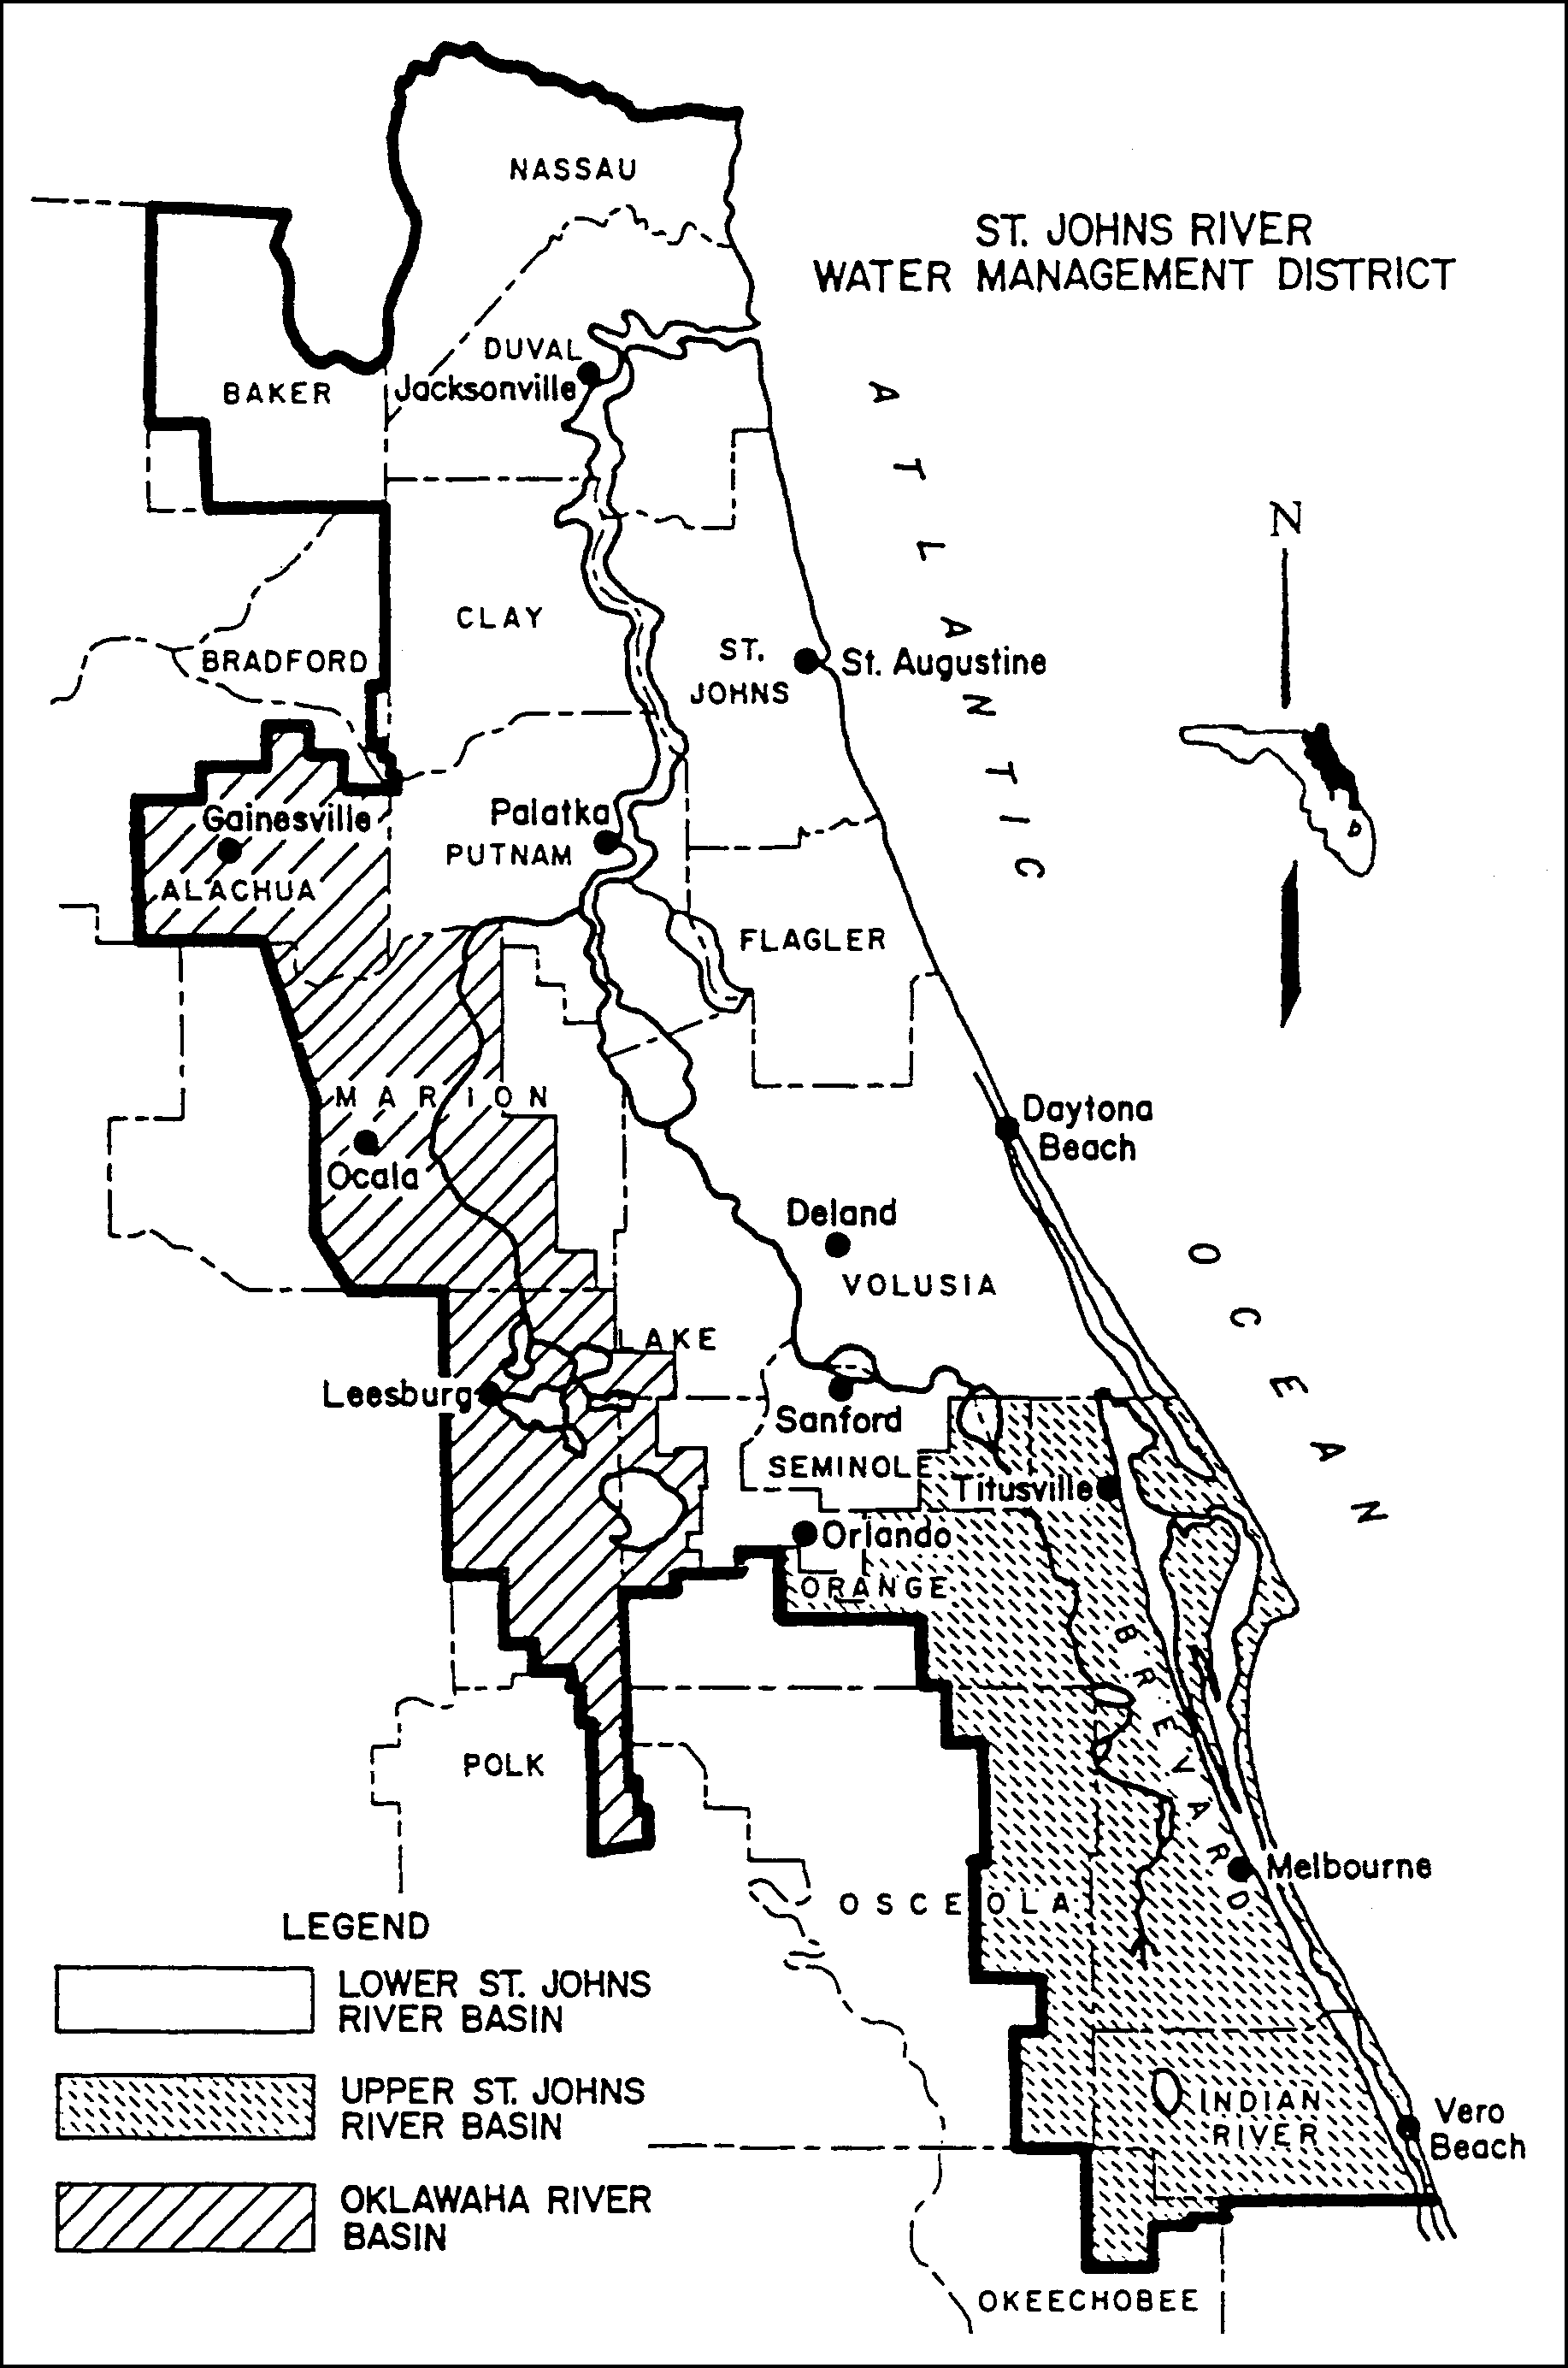 NASSAU
ST. JOHNS RIVER
WATER MANAGEMENT DISTRICT
DUVAL
Jacksonville
BAKER
ATLANTIC
N
CLAY
BRADFORD
ST.
JOHNS
St. Augustine
Palatka
PUTNAM
Gainesville
ALACHUA
FLAGLER
MARION
Ocala
Daytona
Beach
Deland
VOLUSIA
OCEAN
LAKE
Leesburg
Sanford
SEMINOLE
Titusville
Orlando
ORANGE
BREVARD
POLK
Melbourne
OSCEOLA
LEGEND
LOWER ST. JOHNS
RIVER BASIN
UPPER ST. JOHNS
RIVER BASIN
INDIAN
RIVER
Vero
Beach
OKLAWAHA RIVER
BASIN
OKEECHOBEE